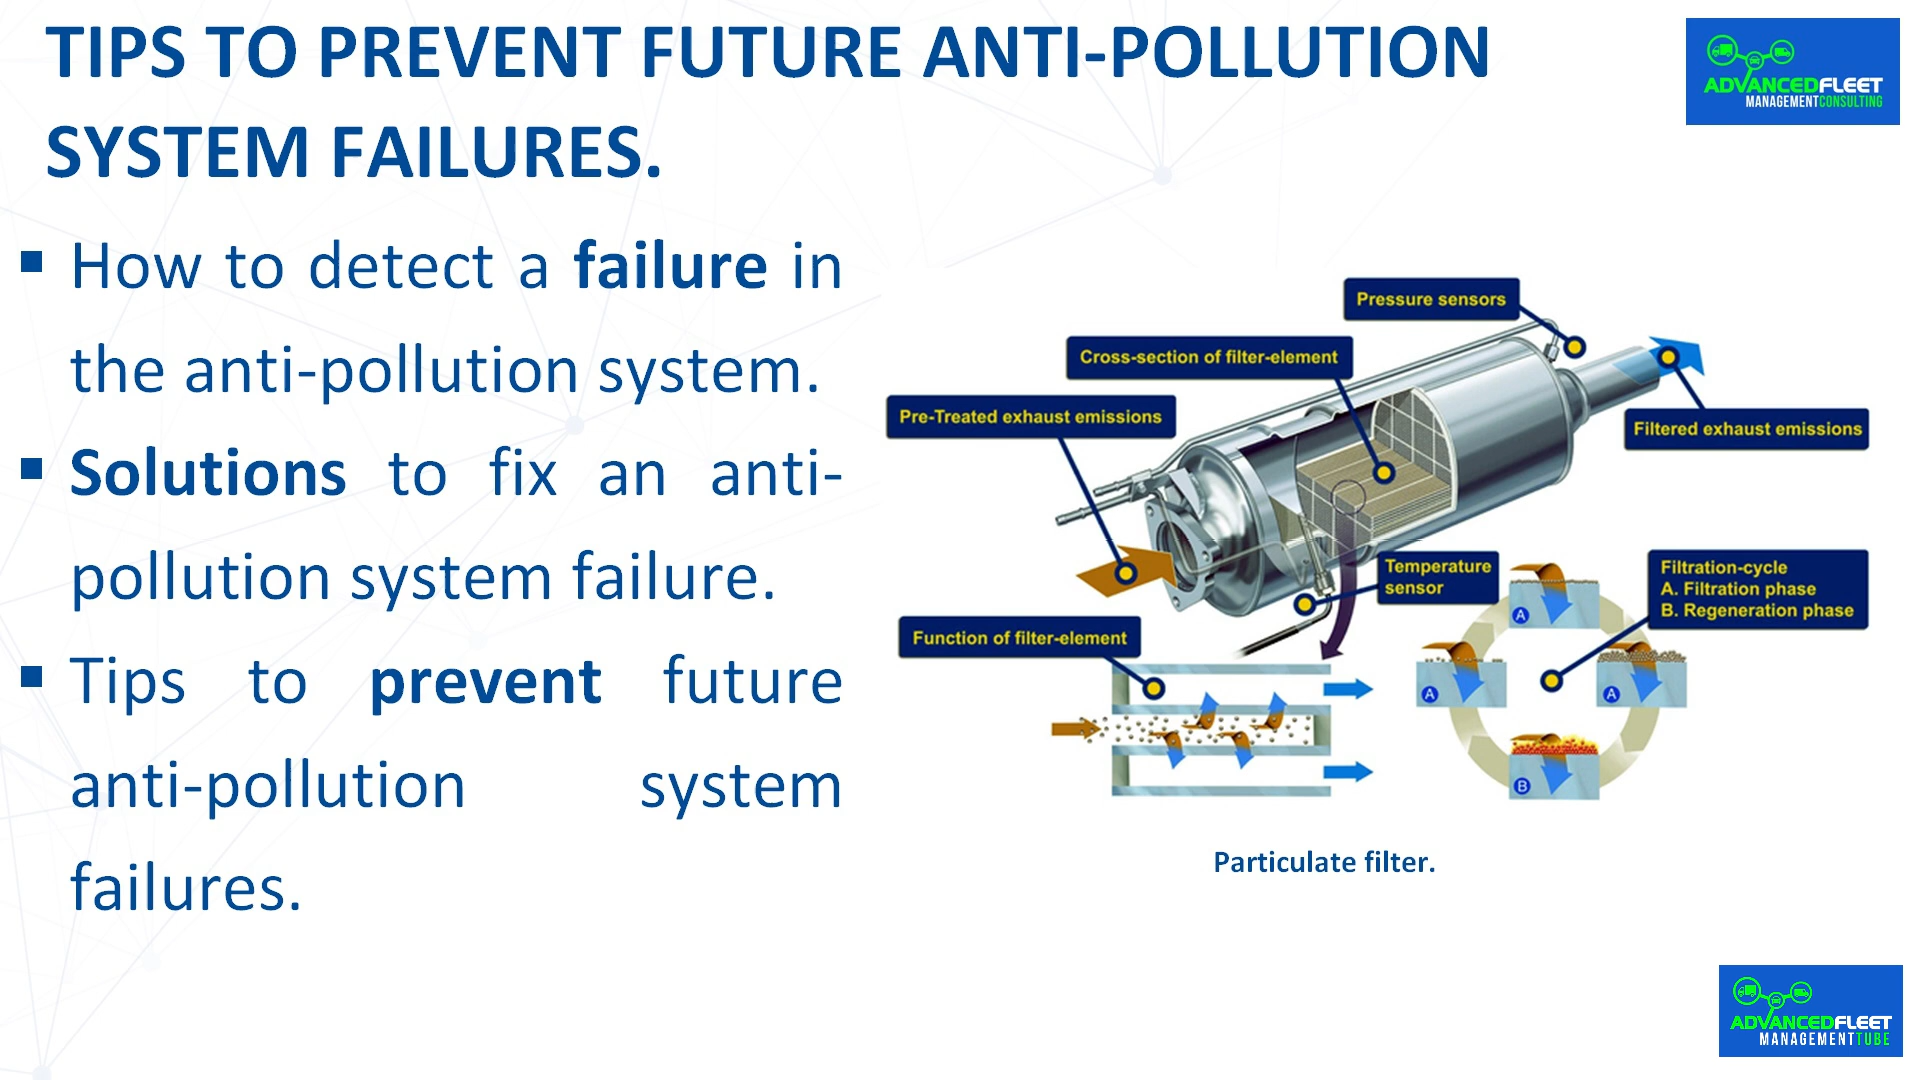 TIPS TO PREVENT FUTURE ANTI-POLLUTION
SYSTEM FAILURES.
ADVANCEDFLEET
MANAGEMENTCONSULTING
▪ How to detect a failure in
the anti-pollution system.
▪ Solutions to fix an anti-
pollution system failure.
▪ Tips to prevent future
anti-pollution system
failures.
Pressure sensors
Cross-section of filter-element
Pre-Treated exhaust emissions
Filtered exhaust emissions
Temperature
sensor
Filtration-cycle
A. Filtration phase
B. Regeneration phase
Function of filter-element
A
A
A
B
Particulate filter.
ADVANCEDFLEET
MANAGEMENTTUBE